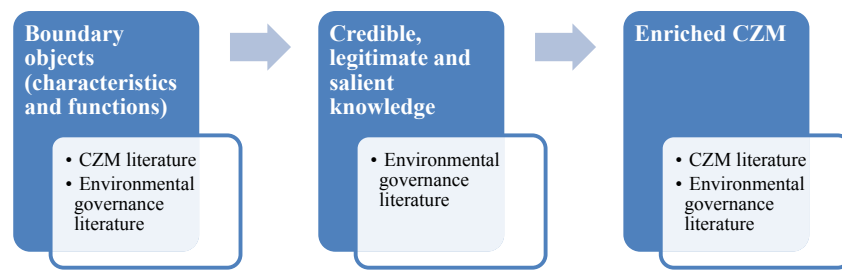 Boundary
objects
(characteristics
and functions)
• CZM literature
• Environmental
governance
literature
Credible,
legitimate and
salient
knowledge
• Environmental
governance
literature
Enriched CZM
• CZM literature
• Environmental
governance
literature